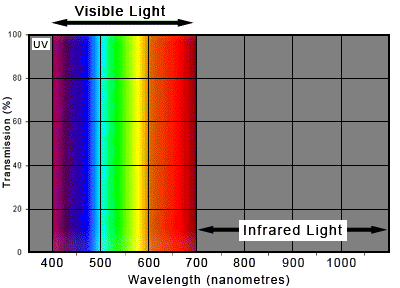 Visible Light
100
80
60
40
20
0
Transmission (%)
UV
Infrared Light
400 500 600 700 800 900 1000
Wavelength (nanometres)